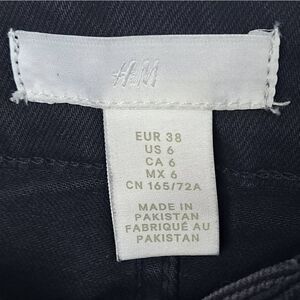 H&M
EUR 38
US 6
CA 6
MX 6
CN 165/72A
MADE IN
PAKISTAN
FABRIQUÉ AU
PAKISTAN